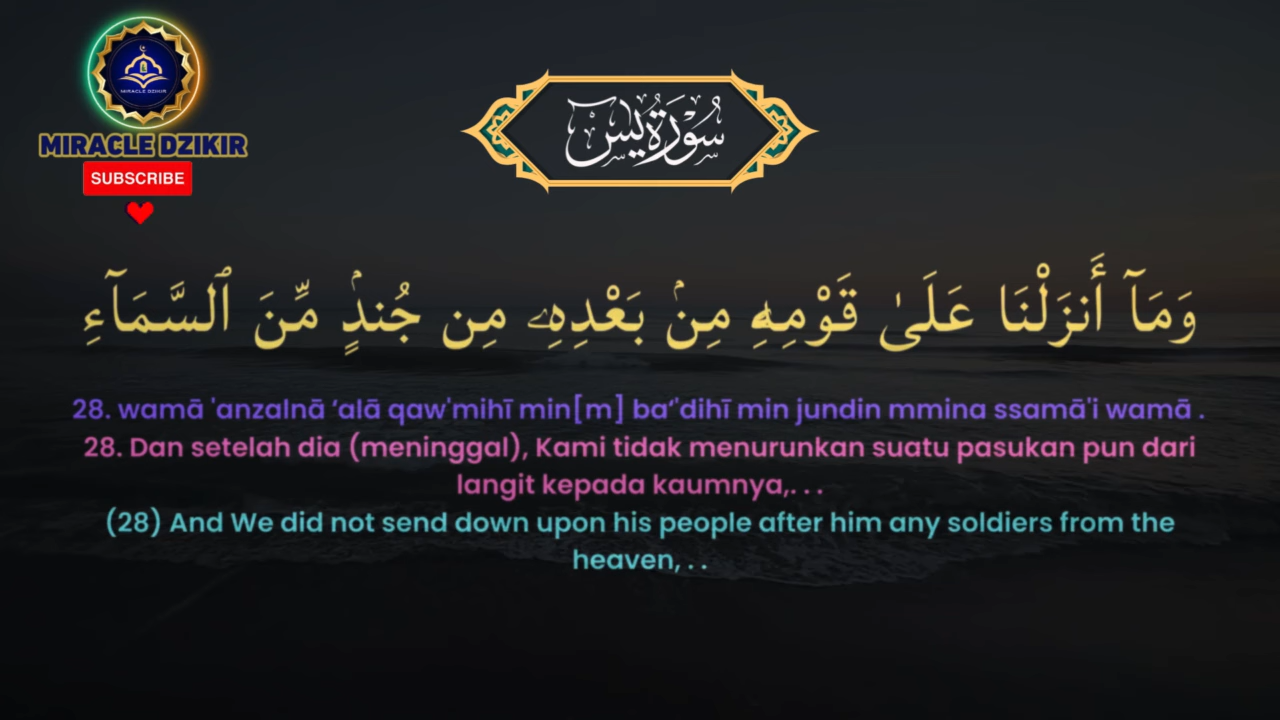 MIRACLE DZIKIR
MIRACLE DZIKIR
SUBSCRIBE
سُوْرَةُ يٰسٓ
وَمَآ أَنزَلْنَا عَلَىٰ قَوْمِهِۦ مِنۢ بَعْدِهِۦ مِن جُندٍۢ مِّنَ ٱلسَّمَآءِ
28. wamā 'anzalnā ‘alā qaw'mihī min[m] ba‘'dihī min jundin mmina ssamā'i wamā .
28. Dan setelah dia (meninggal), Kami tidak menurunkan suatu pasukan pun dari
langit kepada kaumnya,. . .
(28) And We did not send down upon his people after him any soldiers from the
heaven, . .